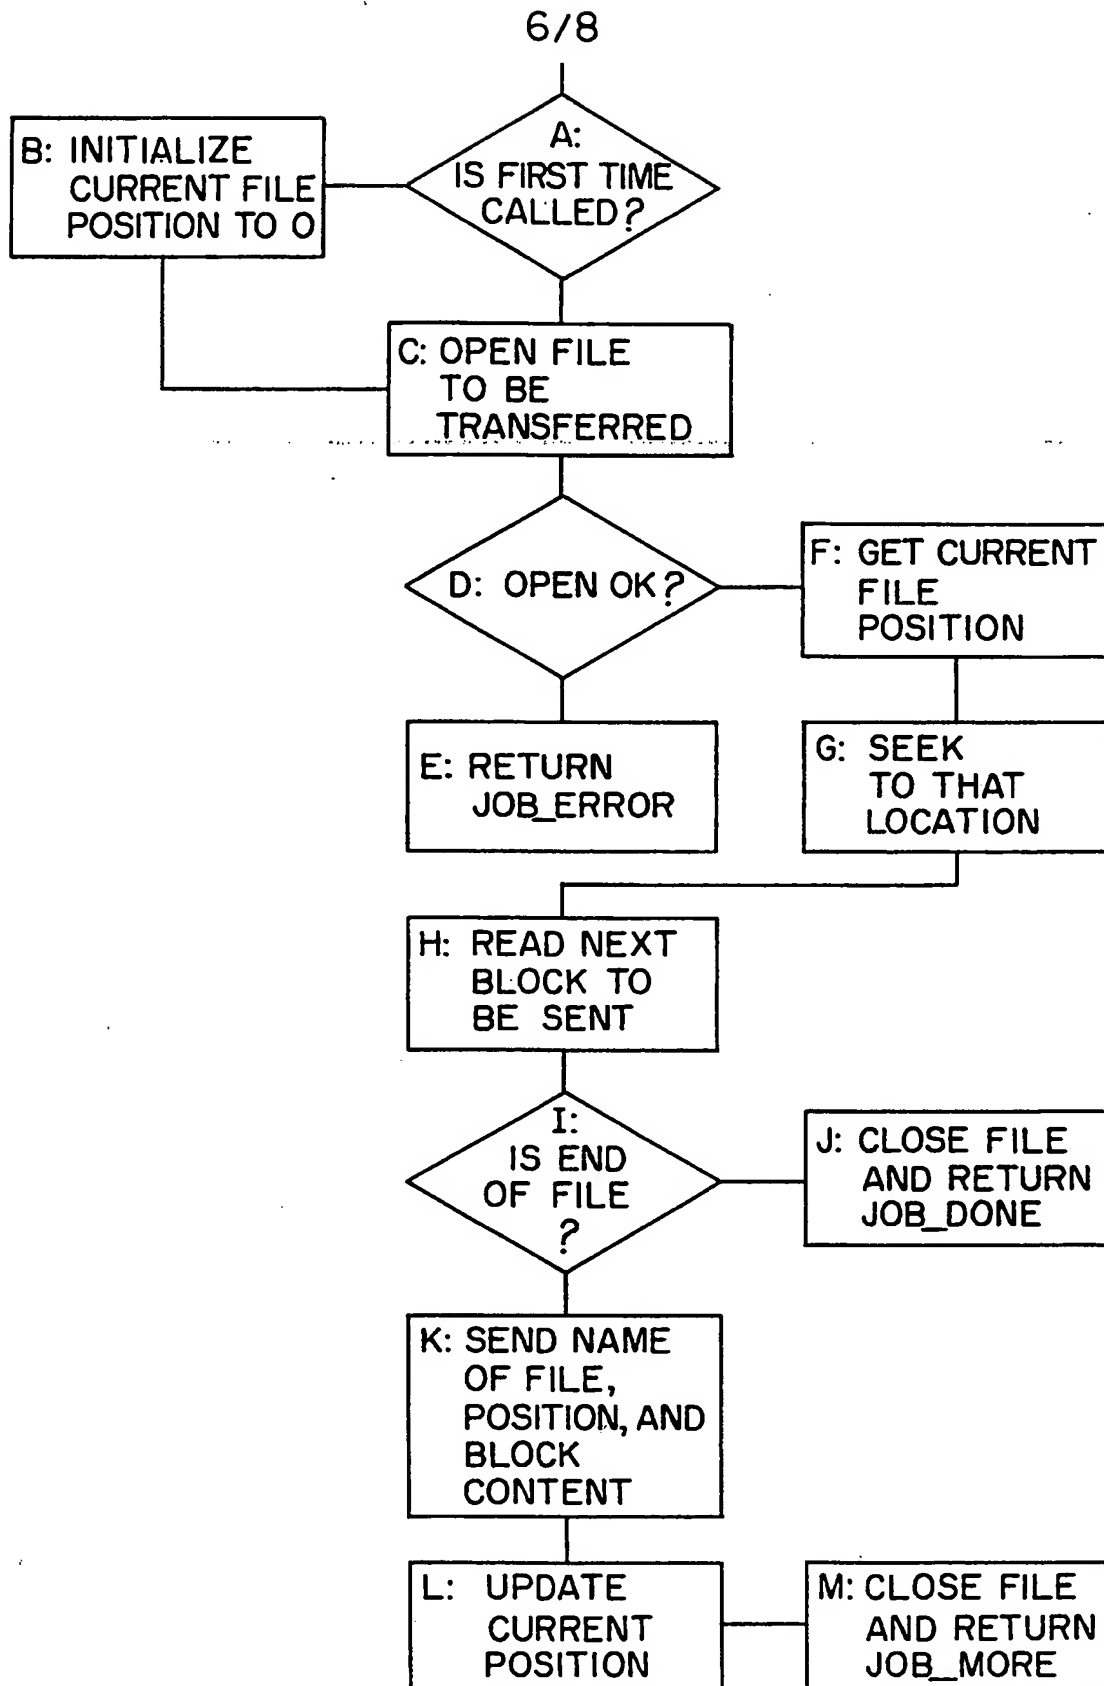 6/8
A:
IS FIRST TIME
CALLED?
B: INITIALIZE
CURRENT FILE
POSITION TO 0
C: OPEN FILE
TO BE
TRANSFERRED
D: OPEN OK?
F: GET CURRENT
FILE
POSITION
E: RETURN
JOB_ERROR
G: SEEK
TO THAT
LOCATION
H: READ NEXT
BLOCK TO
BE SENT
I:
IS END
OF FILE
?
J: CLOSE FILE
AND RETURN
JOB_DONE
K: SEND NAME
OF FILE,
POSITION, AND
BLOCK
CONTENT
L: UPDATE
CURRENT
POSITION
M: CLOSE FILE
AND RETURN
JOB_MORE